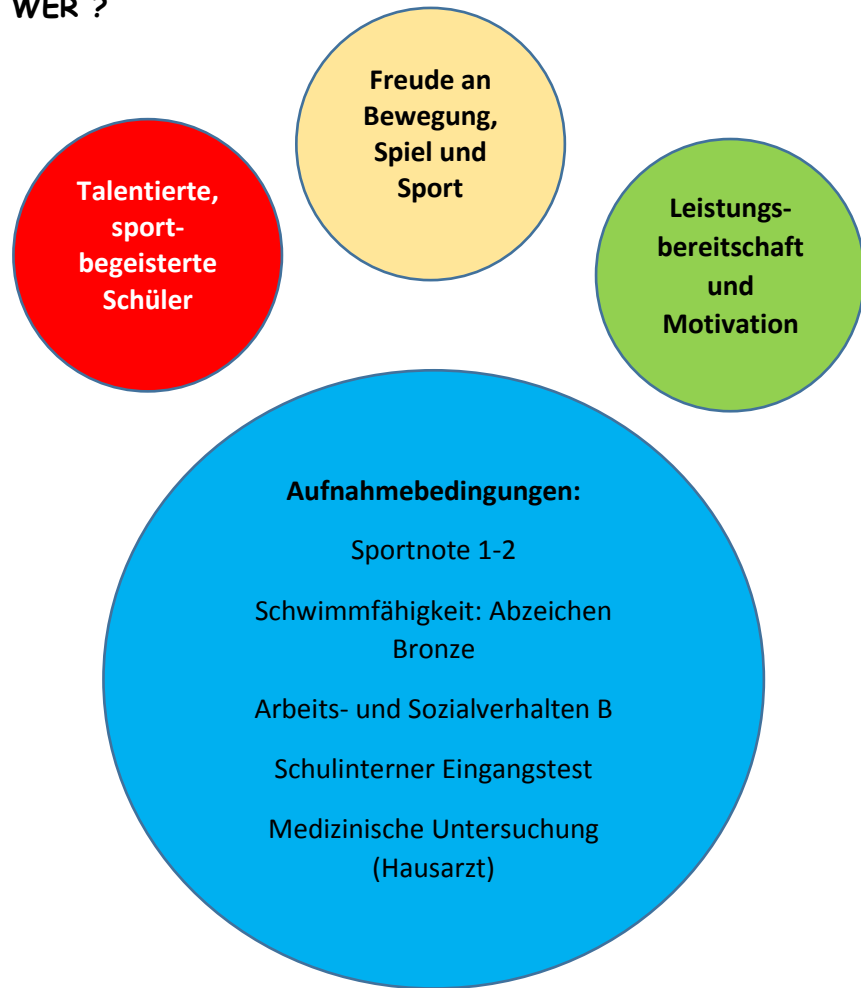 WER ?
Freude an
Bewegung,
Spiel und
Sport
Talentierte,
sport-
begeisterte
Schüler
Leistungs-
bereitschaft
und
Motivation
Aufnahmebedingungen:
Sportnote 1-2
Schwimmfähigkeit: Abzeichen
Bronze
Arbeits- und Sozialverhalten B
Schulinterner Eingangstest
Medizinische Untersuchung
(Hausarzt)